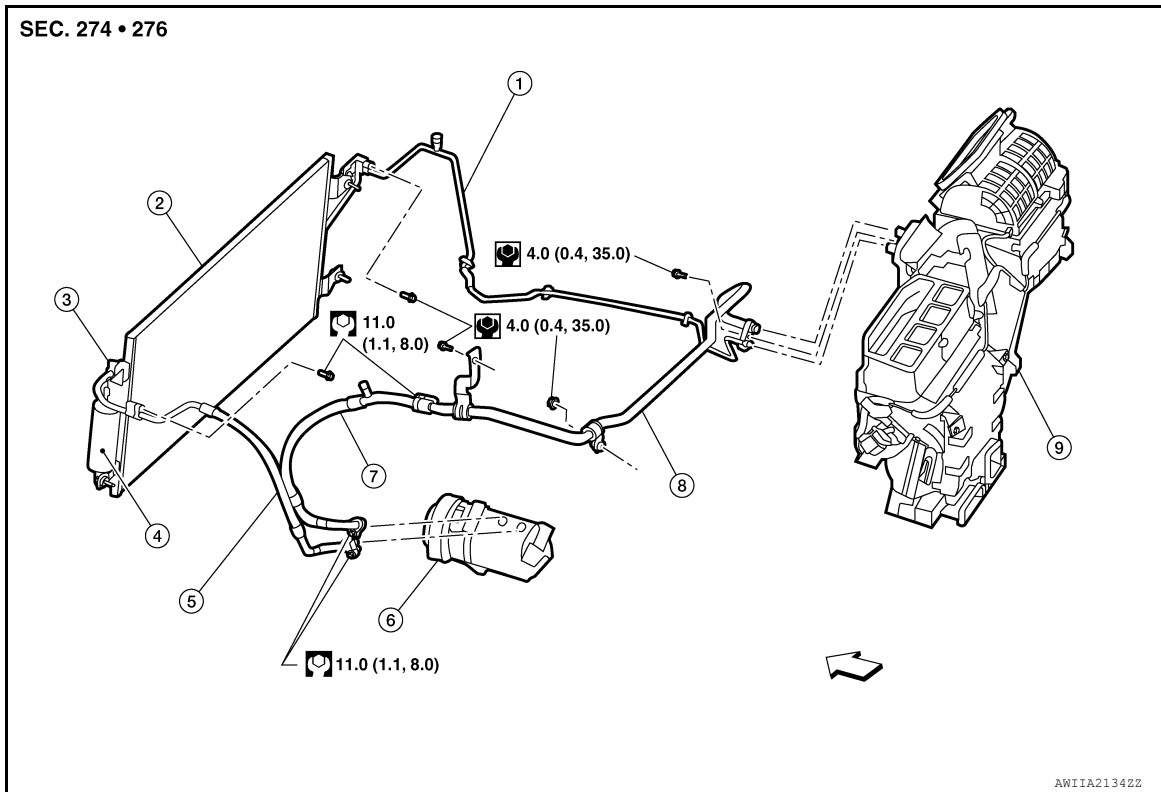 SEC. 274 • 276
1
2
4.0 (0.4, 35.0)
3
11.0
(1.1, 8.0)
4.0 (0.4, 35.0)
9
7
8
4
5
6
11.0 (1.1, 8.0)
AWIIA2134ZZ